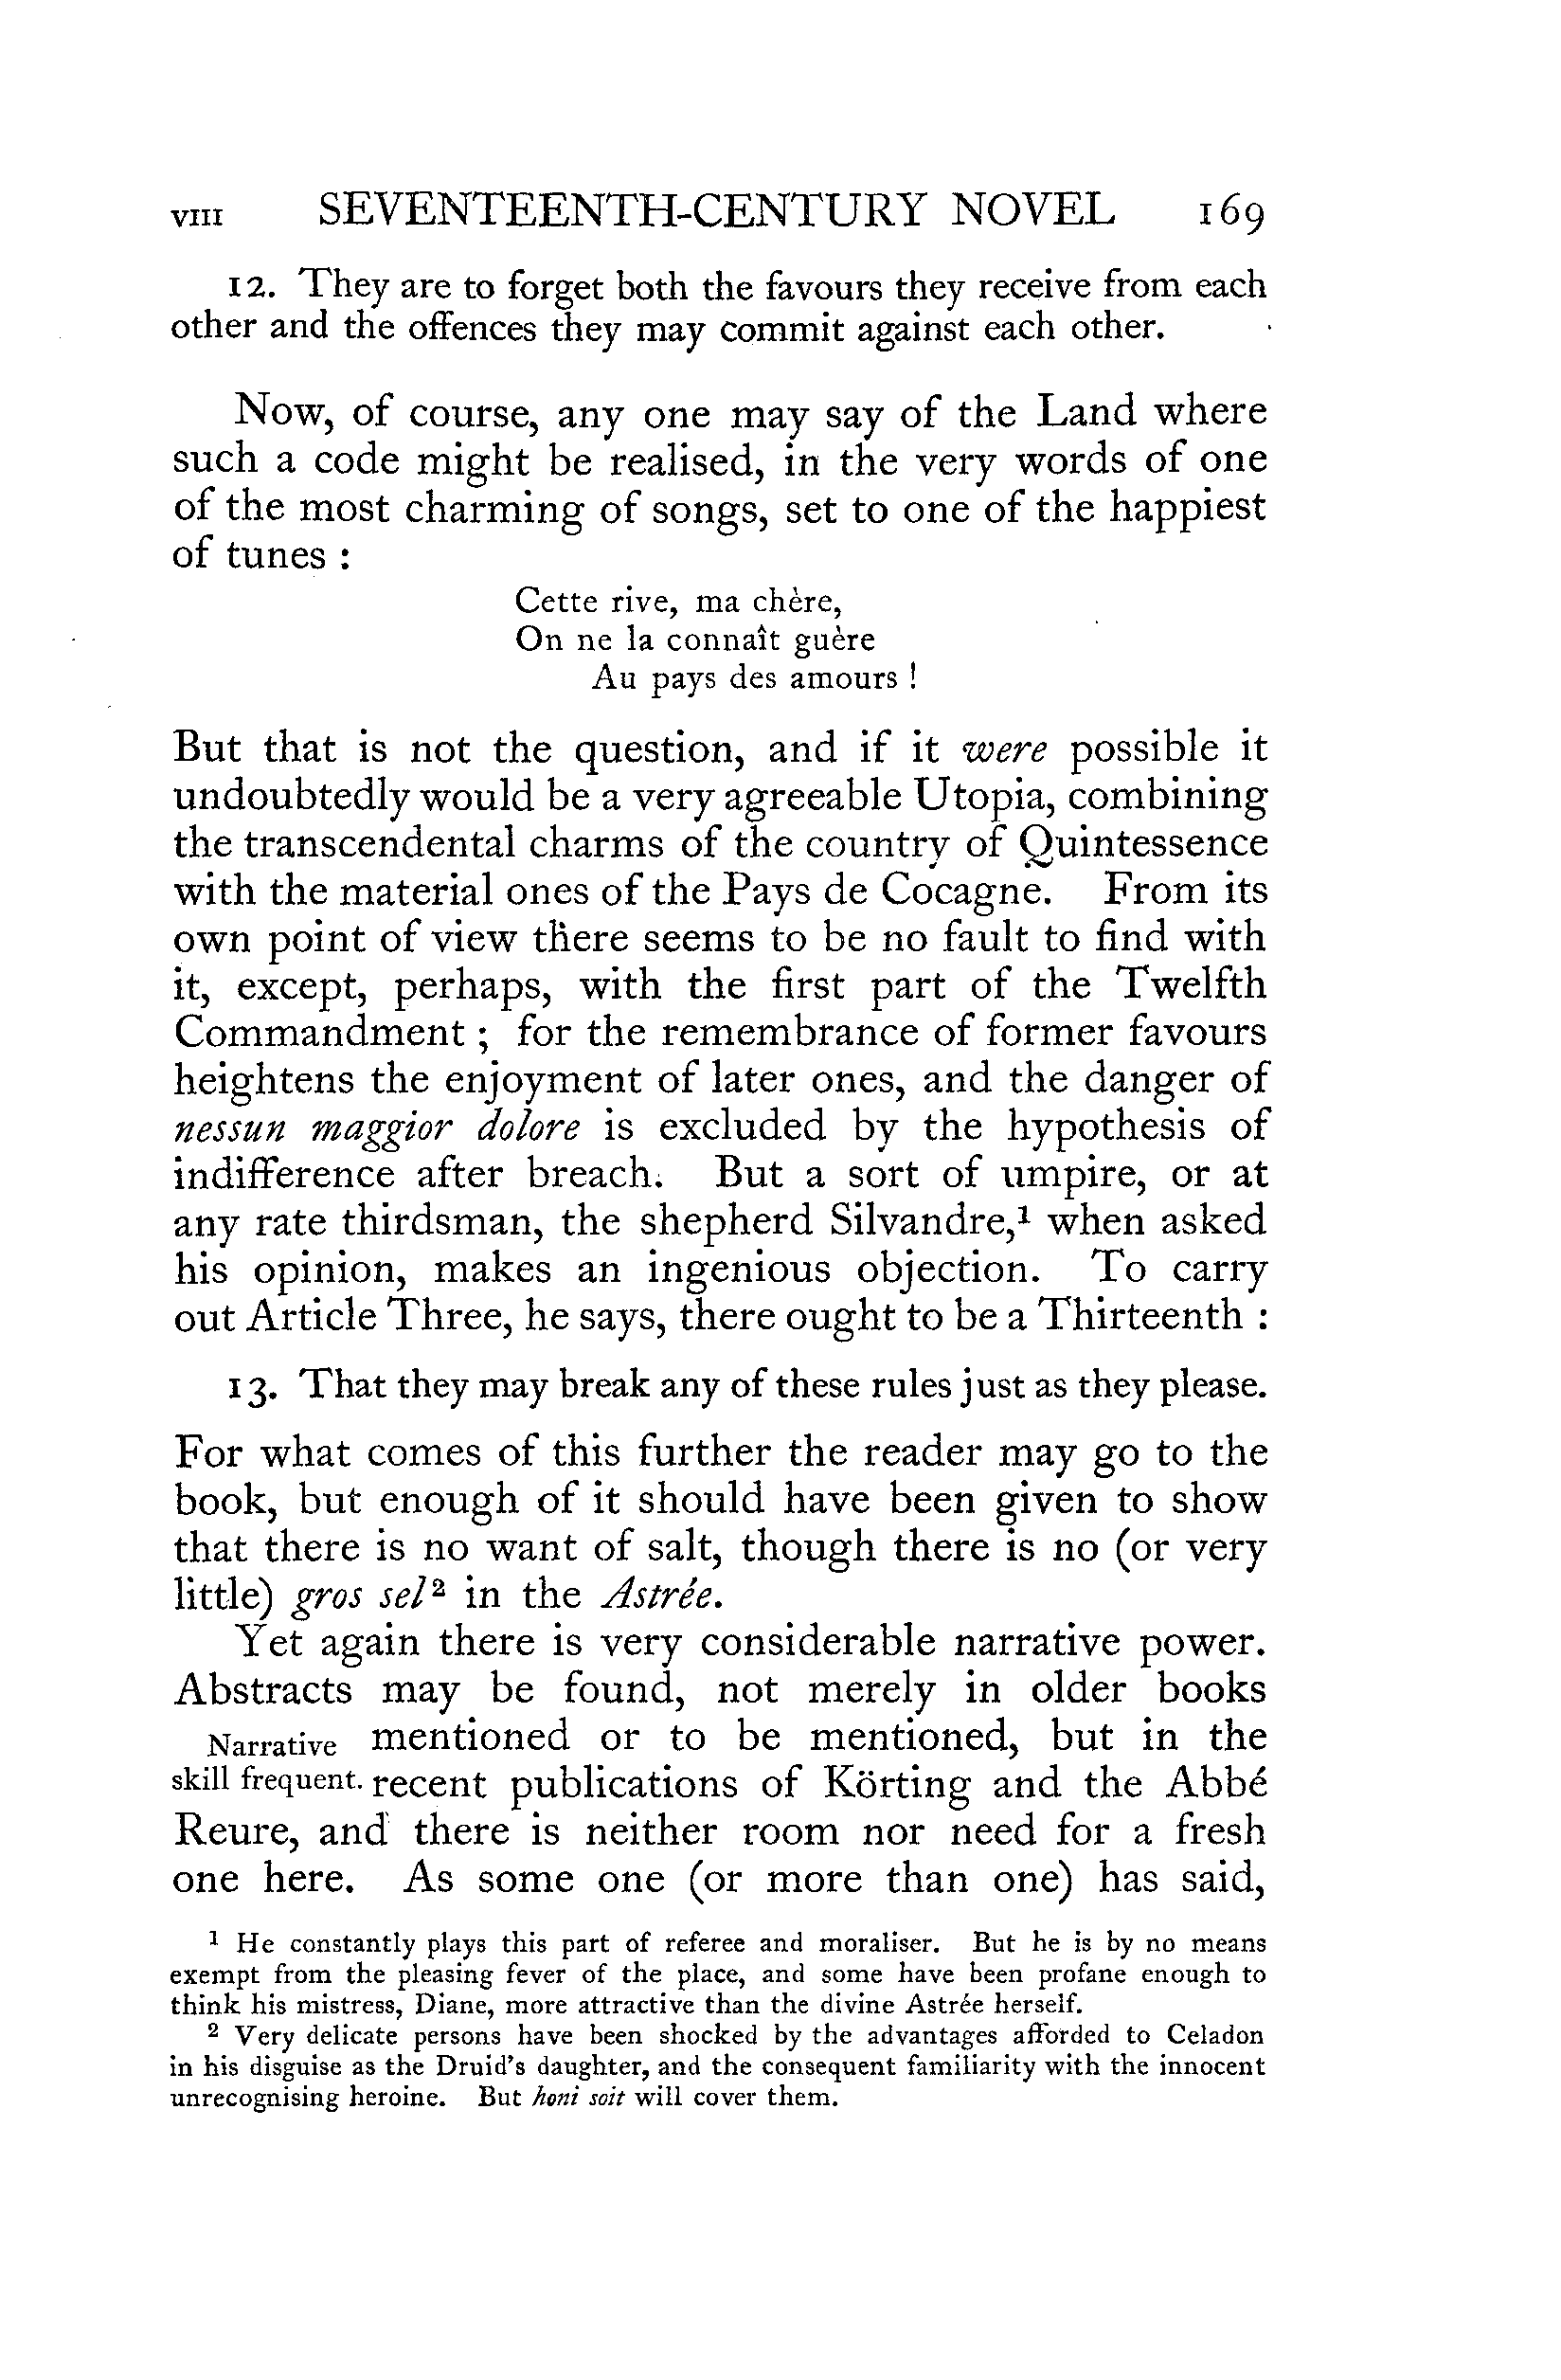 VIII SEVENTEENTH-CENTURY NOVEL 169
12. They are to forget both the favours they receive from each
other and the offences they may commit against each other.
Now, of course, any one may say of the Land where
such a code might be realised, in the very words of one
of the most charming of songs, set to one of the happiest
of tunes :
Cette rive, ma chère,
On ne la connaît guère
Au pays des amours !
But that is not the question, and if it were possible it
undoubtedly would be a very agreeable Utopia, combining
the transcendental charms of the country of Quintessence
with the material ones of the Pays de Cocagne. From its
own point of view there seems to be no fault to find with
it, except, perhaps, with the first part of the Twelfth
Commandment ; for the remembrance of former favours
heightens the enjoyment of later ones, and the danger of
nessun maggior dolore is excluded by the hypothesis of
indifference after breach. But a sort of umpire, or at
any rate thirdsman, the shepherd Silvandre,¹ when asked
his opinion, makes an ingenious objection. To carry
out Article Three, he says, there ought to be a Thirteenth :
13. That they may break any of these rules just as they please.
For what comes of this further the reader may go to the
book, but enough of it should have been given to show
that there is no want of salt, though there is no (or very
little) gros sel² in the Astrée.
Yet again there is very considerable narrative power.
Abstracts may be found, not merely in older books
Narrative mentioned or to be mentioned, but in the
skill frequent. recent publications of Körting and the Abbé
Reure, and there is neither room nor need for a fresh
one here. As some one (or more than one) has said,
¹ He constantly plays this part of referee and moraliser. But he is by no means
exempt from the pleasing fever of the place, and some have been profane enough to
think his mistress, Diane, more attractive than the divine Astrée herself.
² Very delicate persons have been shocked by the advantages afforded to Celadon
in his disguise as the Druid's daughter, and the consequent familiarity with the innocent
unrecognising heroine. But honi soit will cover them.